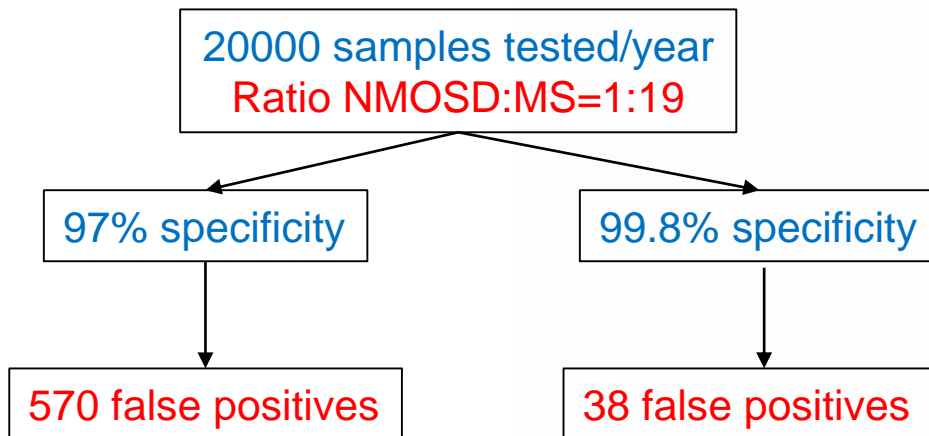 20000 samples tested/year
Ratio NMOSD:MS=1:19
97% specificity
99.8% specificity
570 false positives
38 false positives